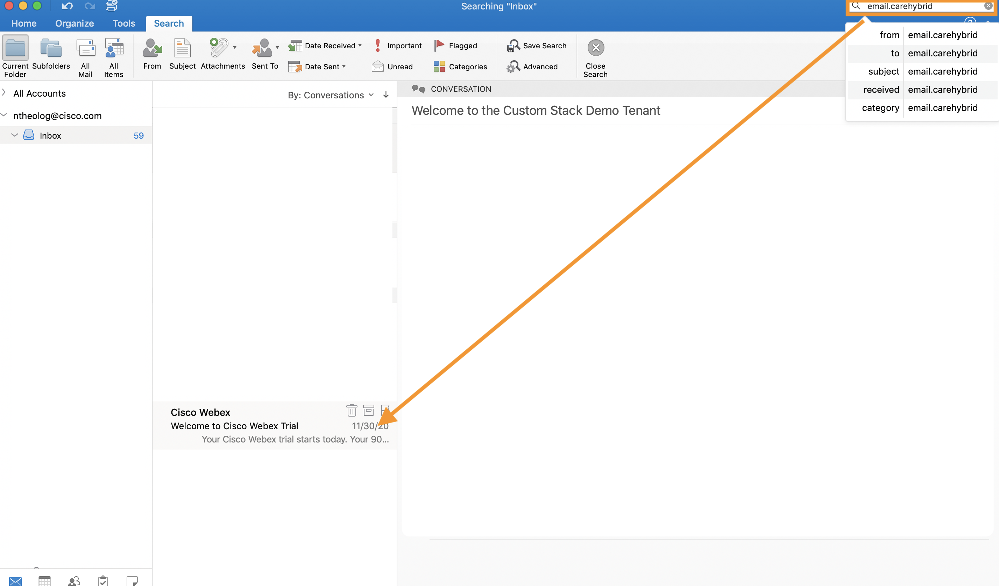 Searching "Inbox"
email.carehybrid
Home Organize Tools Search
Current Folder
Subfolders
All Mail
All Items
From
Subject
Attachments
Sent To
Date Received
Date Sent
Important
Unread
Flagged
Categories
Save Search
Advanced
Close Search
from email.carehybrid
to email.carehybrid
subject email.carehybrid
received email.carehybrid
category email.carehybrid
All Accounts
ntheolog@cisco.com
Inbox 59
By: Conversations
CONVERSATION
Welcome to the Custom Stack Demo Tenant
Cisco Webex
Welcome to Cisco Webex Trial 11/30/20
Your Cisco Webex trial starts today. Your 90...